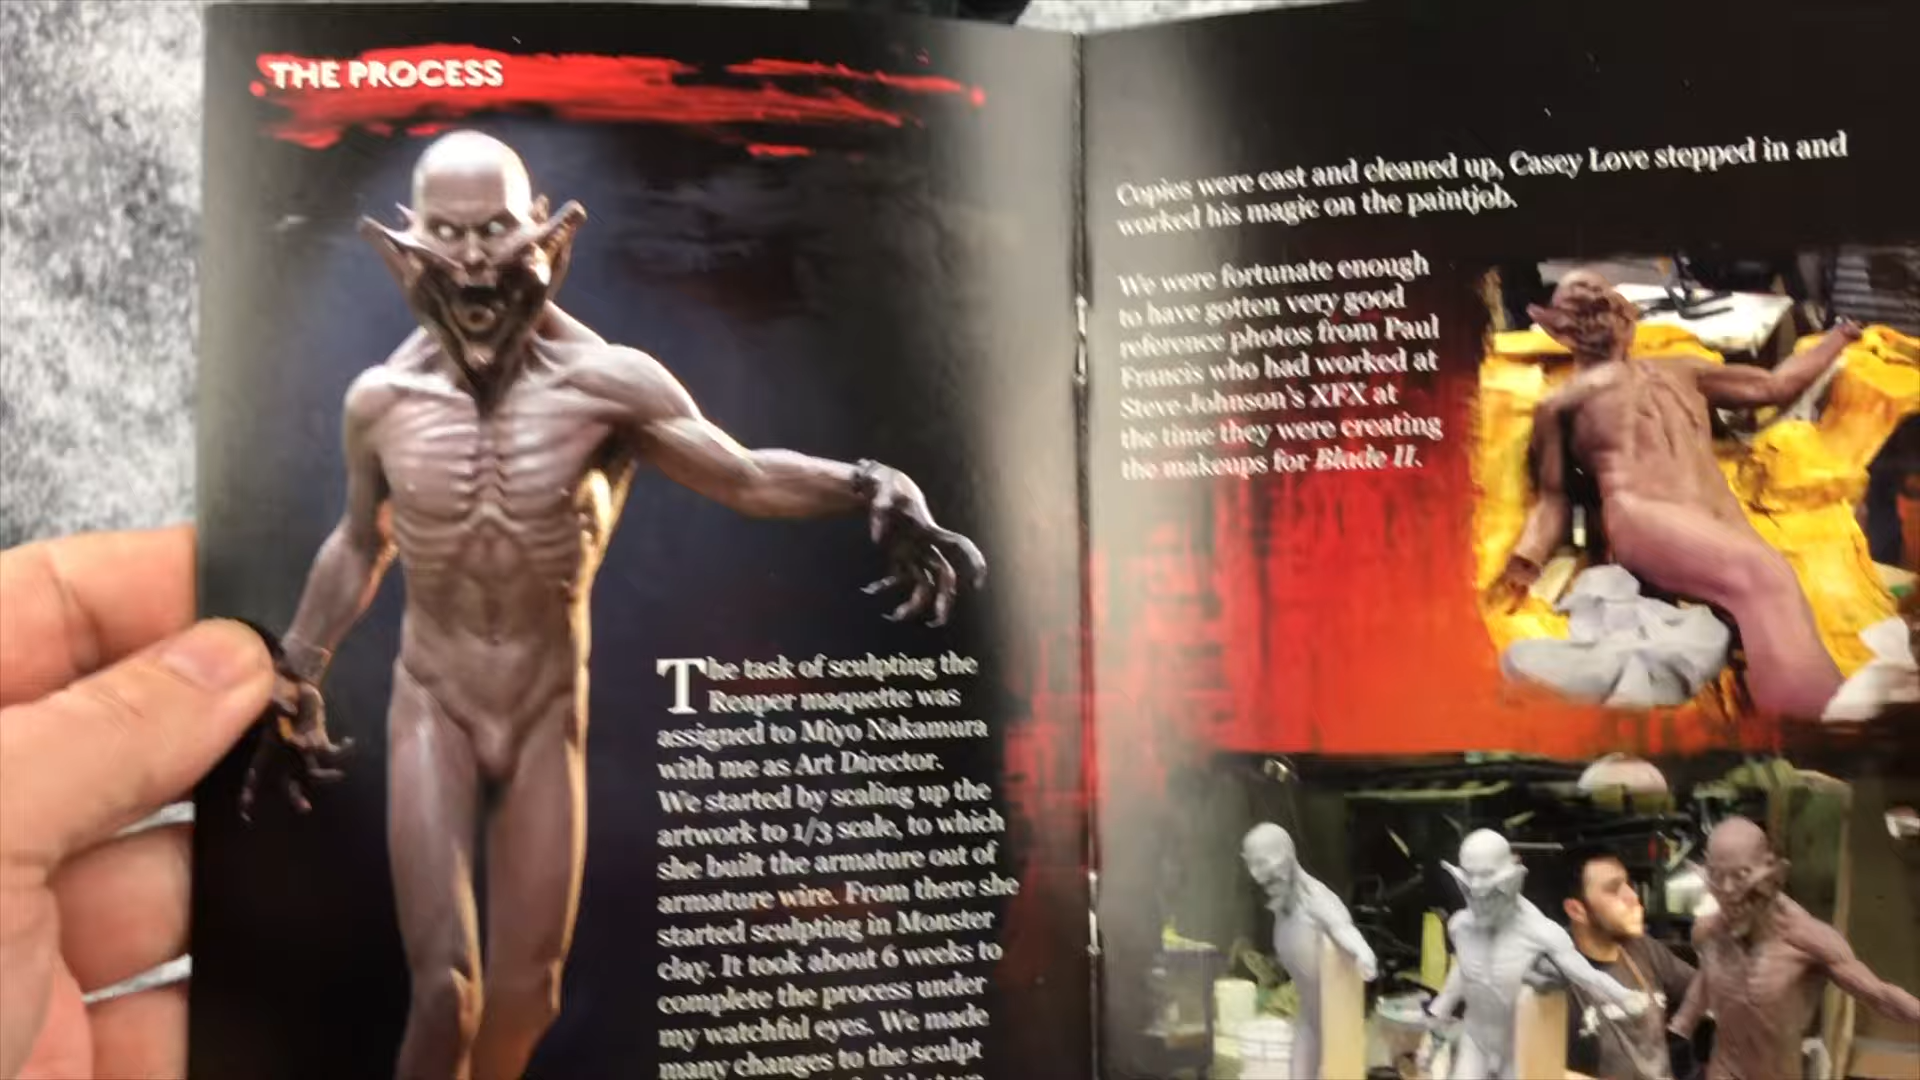 THE PROCESS
The task of sculpting the
Reaper maquette was
assigned to Miyo Nakamura
with me as Art Director.
We started by scaling up the
artwork to 1/3 scale, to which
she built the armature out of
armature wire. From there she
started sculpting in Monster
clay. It took about 6 weeks to
complete the process under
my watchful eyes. We made
many changes to the sculpt
Copies were cast and cleaned up, Casey Love stepped in and
worked his magic on the paintjob.
We were fortunate enough
to have gotten very good
reference photos from Paul
Francis who had worked at
Steve Johnson's XFX at
the time they were creating
the makeups for Blade II.